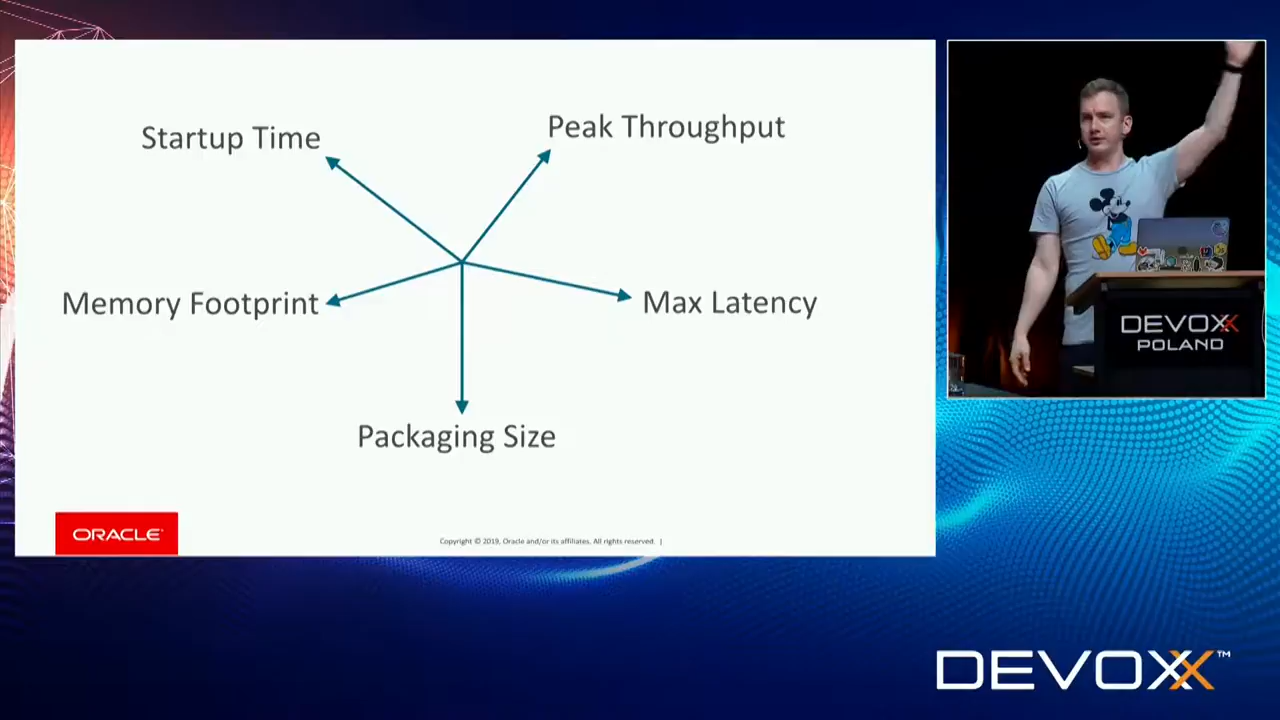 Startup Time
Peak Throughput
Memory Footprint
Max Latency
Packaging Size
ORACLE
Copyright © 2019, Oracle and/or its affiliates. All rights reserved. |
DEVOXX
POLAND
DEVOXX™